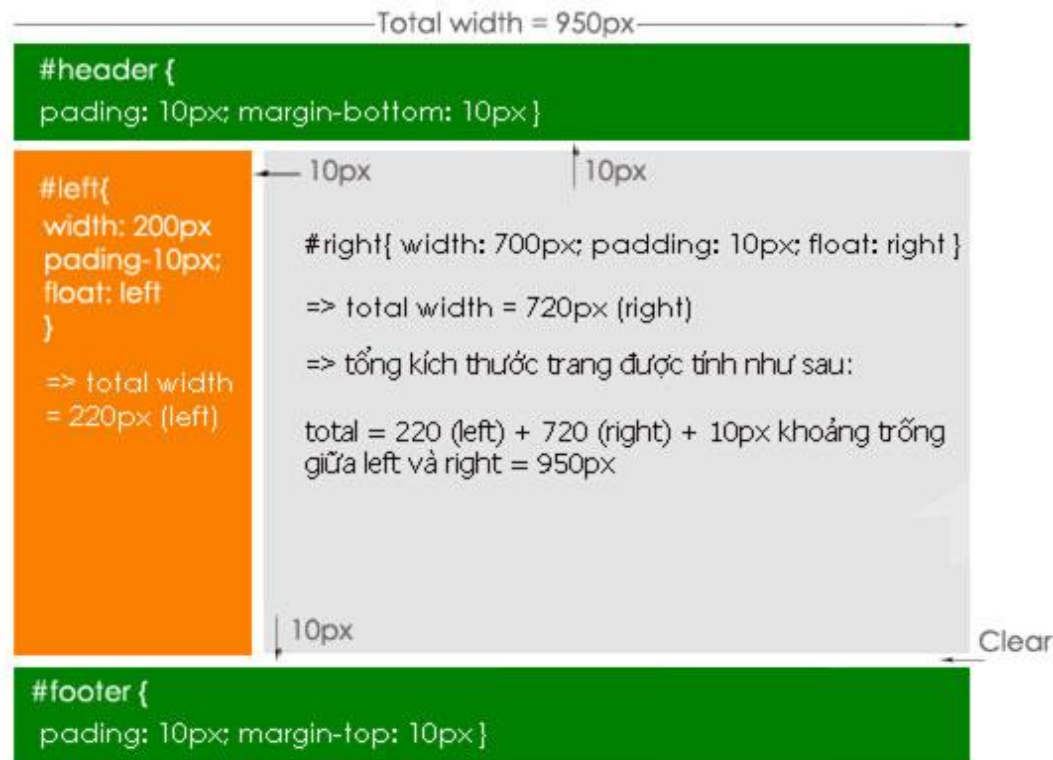 Total width = 950px
#header {
pading: 10px; margin-bottom: 10px }
10px
10px
#left{
width: 200px
pading-10px;
float: left
}
=> total width
= 220px (left)
#right{ width: 700px; padding: 10px; float: right }
=> total width = 720px (right)
=> tổng kích thước trang được tính như sau:
total = 220 (left) + 720 (right) + 10px khoảng trống
giữa left và right = 950px
10px
Clear
#footer {
pading: 10px; margin-top: 10px }